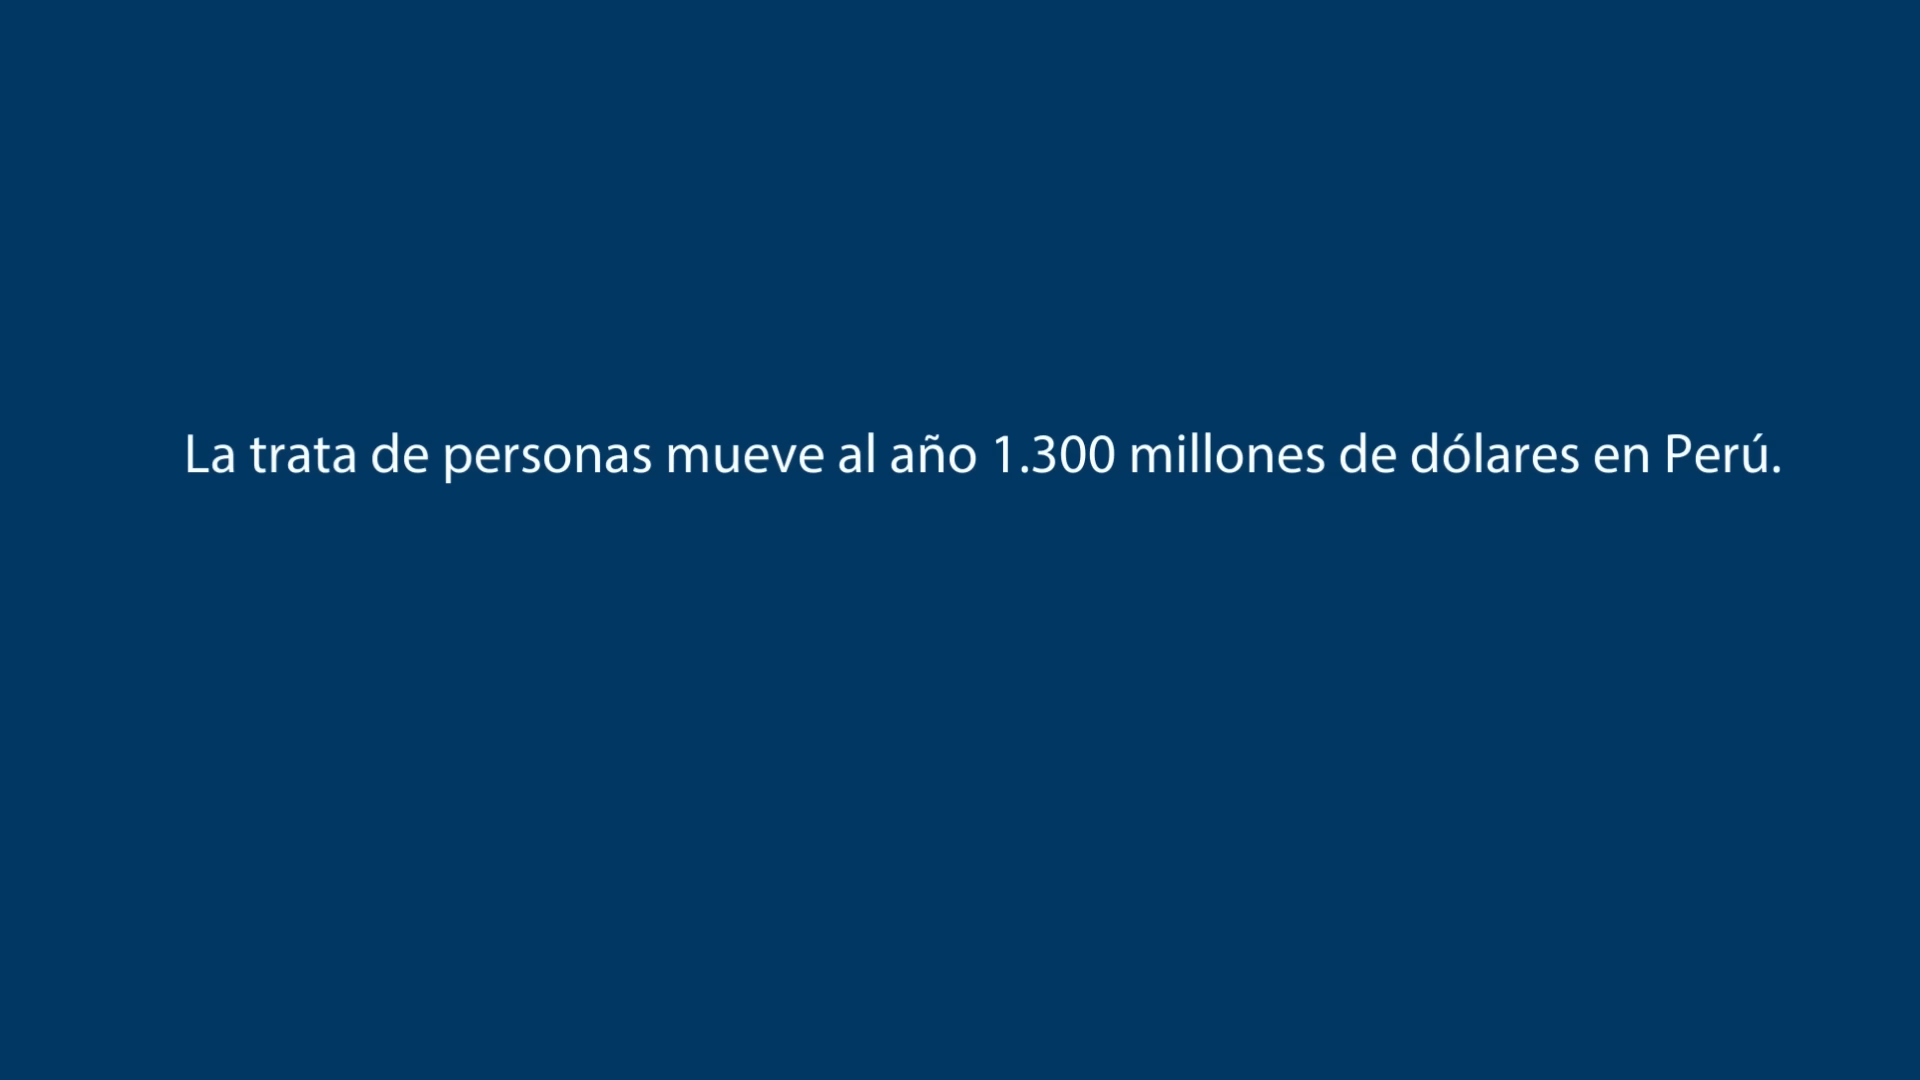 La trata de personas mueve al año 1.300 millones de dólares en Perú.